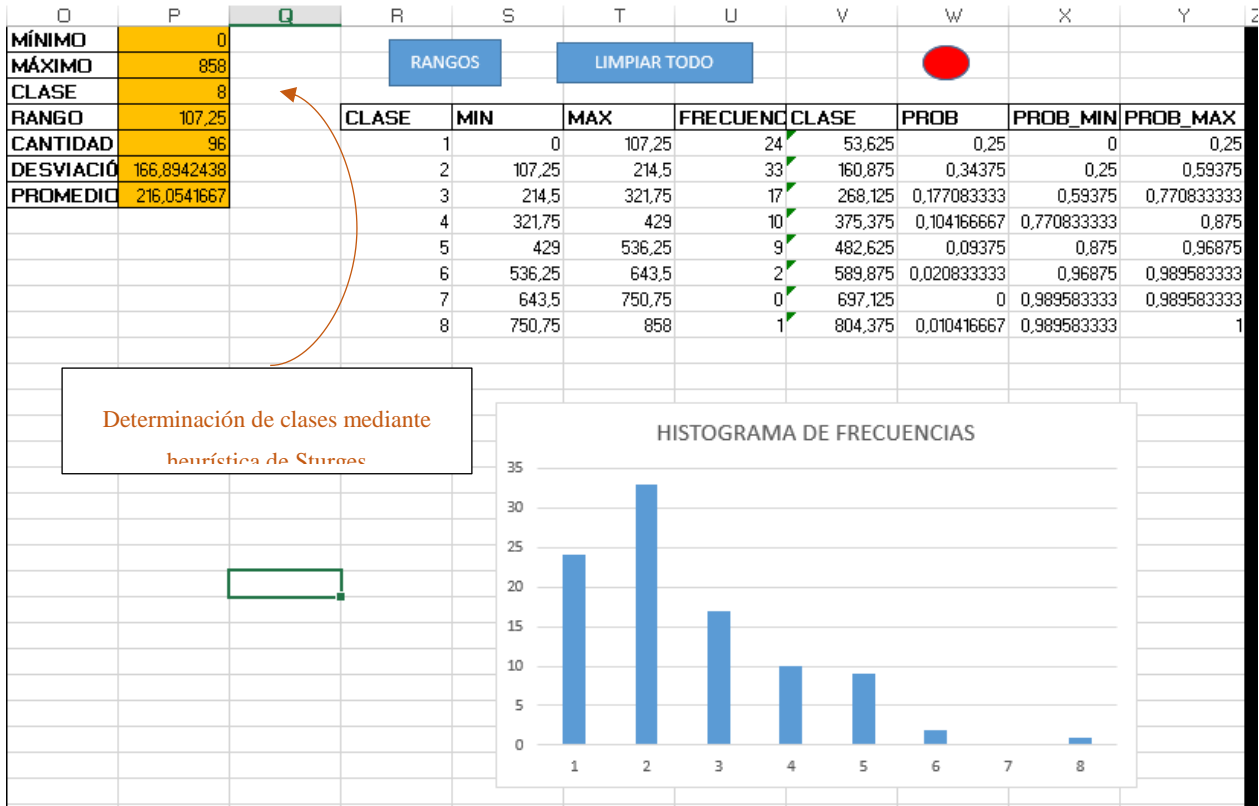 O P Q R S T U V W X Y Z
MÍNIMO 0
MÁXIMO 858
CLASE 8
RANGO 107,25
CANTIDAD 96
DESVIACIÓ 166,8942438
PROMEDIO 216,0541667
RANGOS
LIMPIAR TODO
CLASE MIN MAX FRECUENC CLASE PROB PROB_MIN PROB_MAX
1 0 107,25 24 53,625 0,25 0 0,25
2 107,25 214,5 33 160,875 0,34375 0,25 0,59375
3 214,5 321,75 17 268,125 0,177083333 0,59375 0,770833333
4 321,75 429 10 375,375 0,104166667 0,770833333 0,875
5 429 536,25 9 482,625 0,09375 0,875 0,96875
6 536,25 643,5 2 589,875 0,020833333 0,96875 0,989583333
7 643,5 750,75 0 697,125 0 0,989583333 0,989583333
8 750,75 858 1 804,375 0,010416667 0,989583333 1
Determinación de clases mediante
heurística de Sturges
HISTOGRAMA DE FRECUENCIAS
35
30
25
20
15
10
5
0
1 2 3 4 5 6 7 8